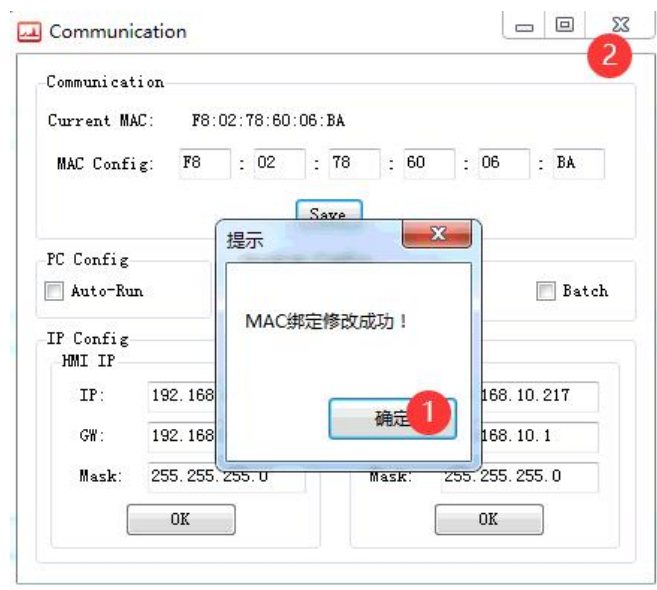 Communication
2
Communication
Current MAC: F8:02:78:60:06:BA
MAC Config: F8 : 02 : 78 : 60 : 06 : BA
Save
提示
PC Config
Auto-Run
Batch
MAC绑定修改成功！
确定 1
IP Config
HMI IP
IP: 192.168
168.10.217
GW: 192.168
168.10.1
Mask: 255.255.255.0
Mask: 255.255.255.0
OK
OK